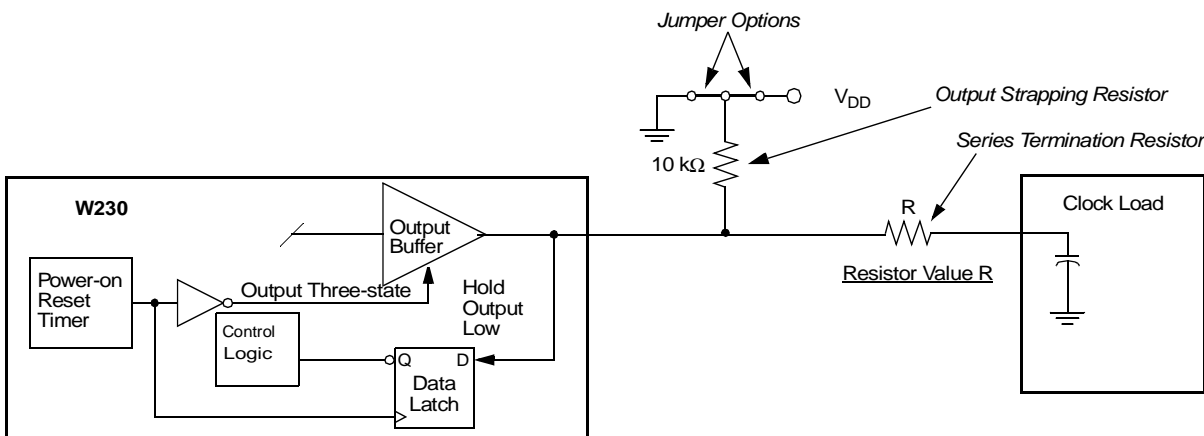 Jumper Options
V_DD
Output Strapping Resistor
Series Termination Resistor
10 kΩ
W230
Output
Buffer
R
Clock Load
Resistor Value R
Power-on
Reset
Timer
Output Three-state
Hold
Output
Low
Control
Logic
Q
D
Data
Latch